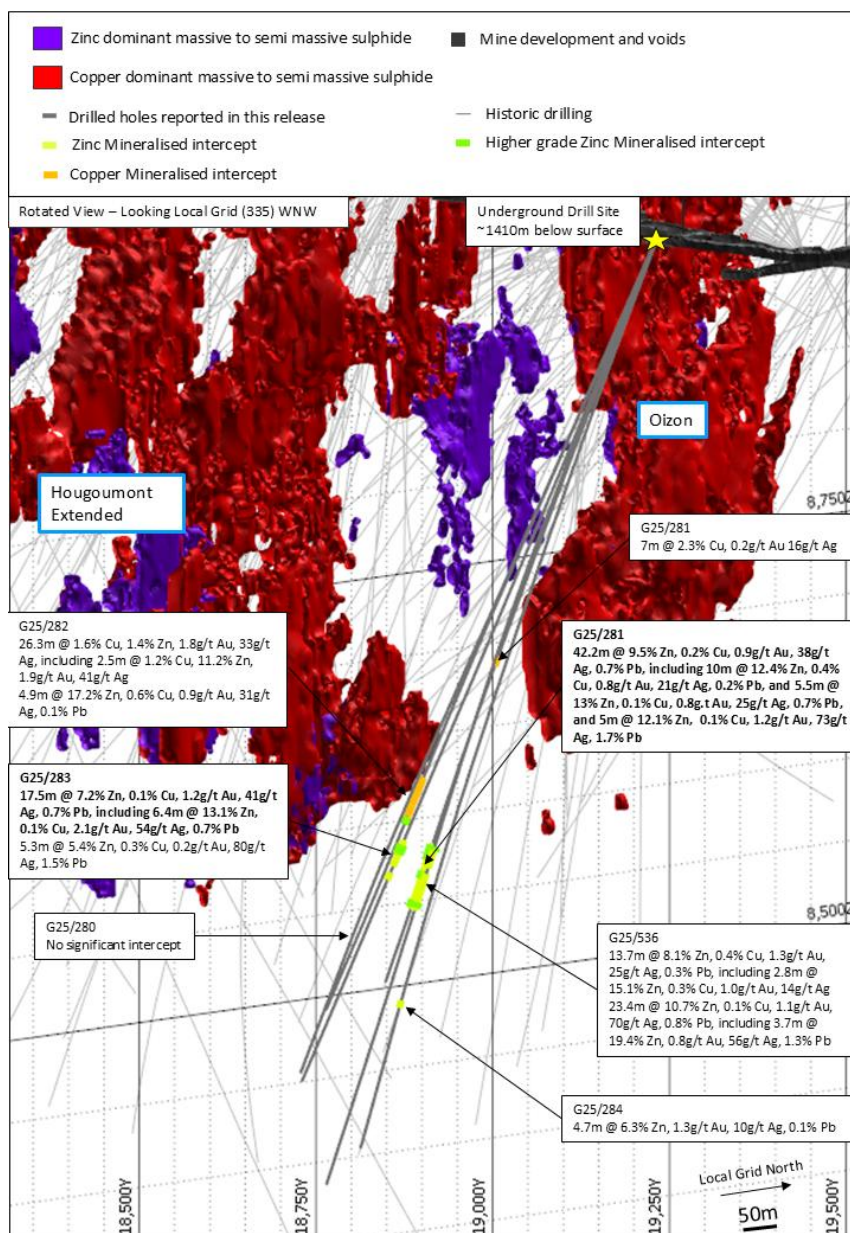 Zinc dominant massive to semi massive sulphide
Mine development and voids
Copper dominant massive to semi massive sulphide
Drilled holes reported in this release
Historic drilling
Zinc Mineralised intercept
Higher grade Zinc Mineralised intercept
Copper Mineralised intercept
Rotated View – Looking Local Grid (335) WNW
Underground Drill Site
~1410m below surface
Oizon
Hougoumont
Extended
8,750Z
G25/281
7m @ 2.3% Cu, 0.2g/t Au 16g/t Ag
G25/282
26.3m @ 1.6% Cu, 1.4% Zn, 1.8g/t Au, 33g/t
Ag, including 2.5m @ 1.2% Cu, 11.2% Zn,
1.9g/t Au, 41g/t Ag
4.9m @ 17.2% Zn, 0.6% Cu, 0.9g/t Au, 31g/t
Ag, 0.1% Pb
G25/281
42.2m @ 9.5% Zn, 0.2% Cu, 0.9g/t Au, 38g/t
Ag, 0.7% Pb, including 10m @ 12.4% Zn, 0.4%
Cu, 0.8g/t Au, 21g/t Ag, 0.2% Pb, and 5.5m @
13% Zn, 0.1% Cu, 0.8g.t Au, 25g/t Ag, 0.7% Pb,
and 5m @ 12.1% Zn, 0.1% Cu, 1.2g/t Au, 73g/t
Ag, 1.7% Pb
G25/283
17.5m @ 7.2% Zn, 0.1% Cu, 1.2g/t Au, 41g/t
Ag, 0.7% Pb, including 6.4m @ 13.1% Zn,
0.1% Cu, 2.1g/t Au, 54g/t Ag, 0.7% Pb
5.3m @ 5.4% Zn, 0.3% Cu, 0.2g/t Au, 80g/t
Ag, 1.5% Pb
8,500Z
G25/280
No significant intercept
G25/536
13.7m @ 8.1% Zn, 0.4% Cu, 1.3g/t Au,
25g/t Ag, 0.3% Pb, including 2.8m @
15.1% Zn, 0.3% Cu, 1.0g/t Au, 14g/t Ag
23.4m @ 10.7% Zn, 0.1% Cu, 1.1g/t Au,
70g/t Ag, 0.8% Pb, including 3.7m @
19.4% Zn, 0.8g/t Au, 56g/t Ag, 1.3% Pb
G25/284
4.7m @ 6.3% Zn, 1.3g/t Au, 10g/t Ag, 0.1% Pb
Local Grid North
50m
18,500Y
18,750Y
19,000Y
19,250Y
19,500Y